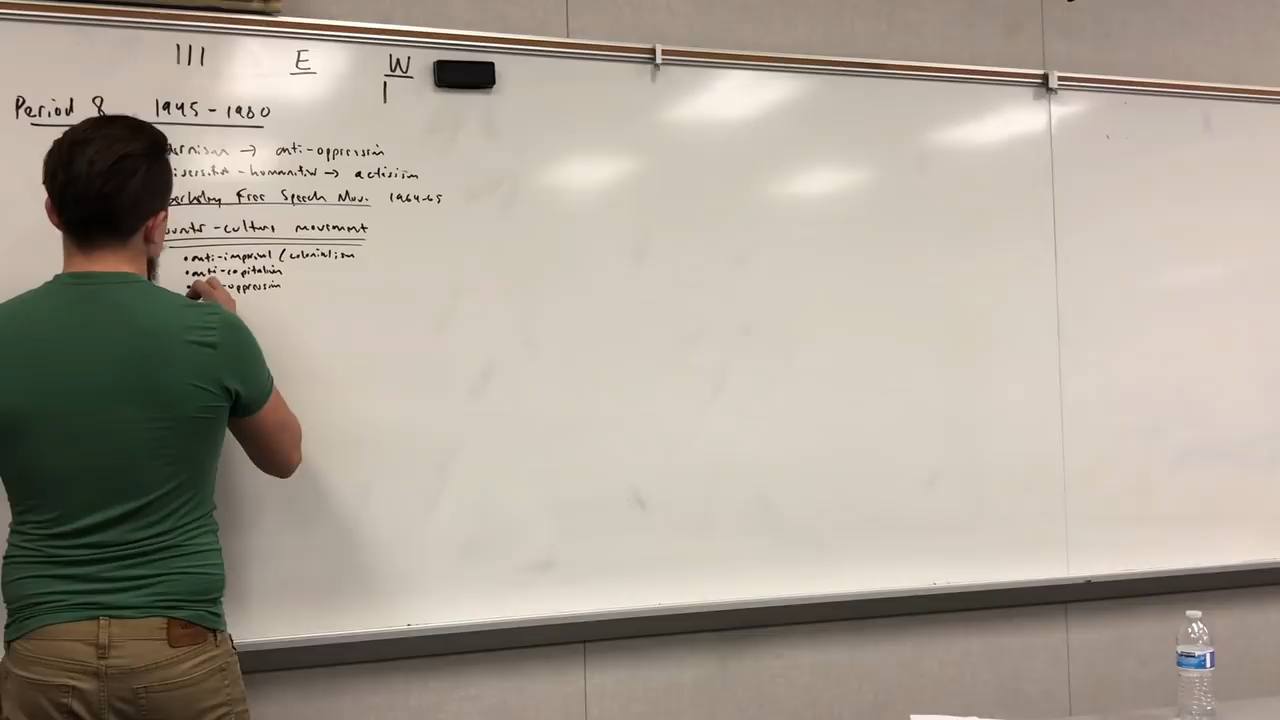 III E W
I
Period 8 1945-1980
→ anti-oppression
- humanities → activism
Free Speech Mov. 1964-65
-culture movement
• anti-imperial / colonialism
• anti-capitalism
oppression